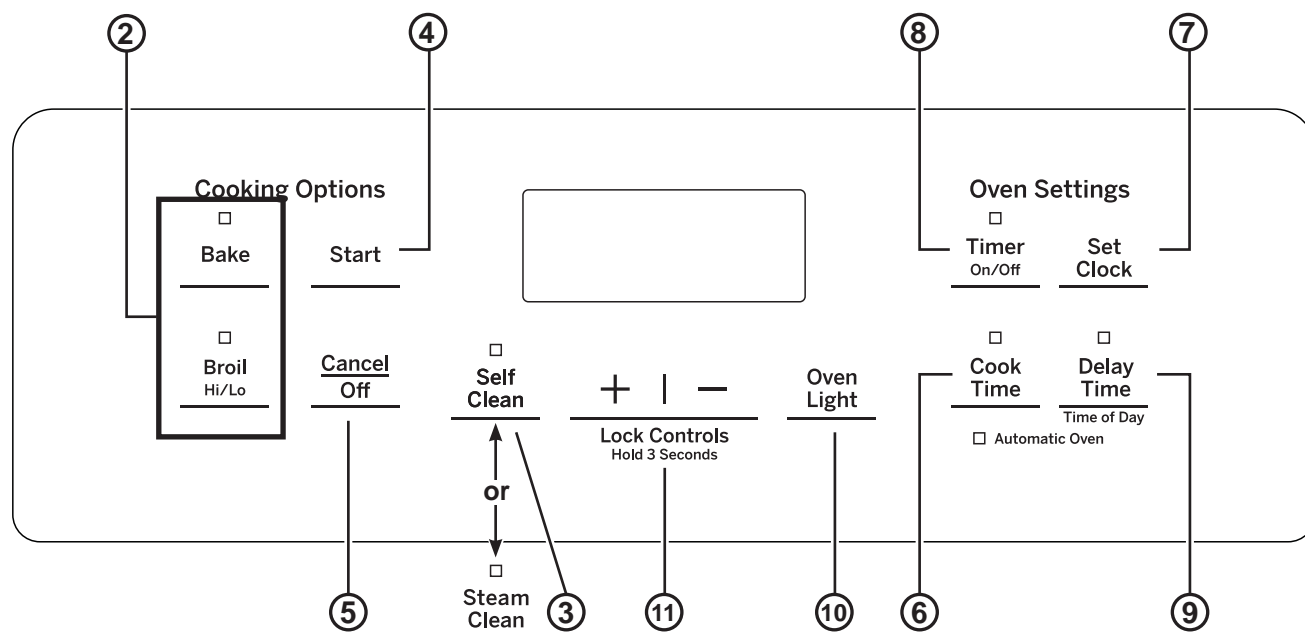 2
4
8
7
Cooking Options
Oven Settings
Bake
Start
Timer
On/Off
Set
Clock
Broil
Hi/Lo
Cancel
Off
Self
Clean
+ | −
Lock Controls
Hold 3 Seconds
Oven
Light
Cook
Time
Delay
Time
Time of Day
Automatic Oven
or
Steam
Clean
5
3
11
10
6
9